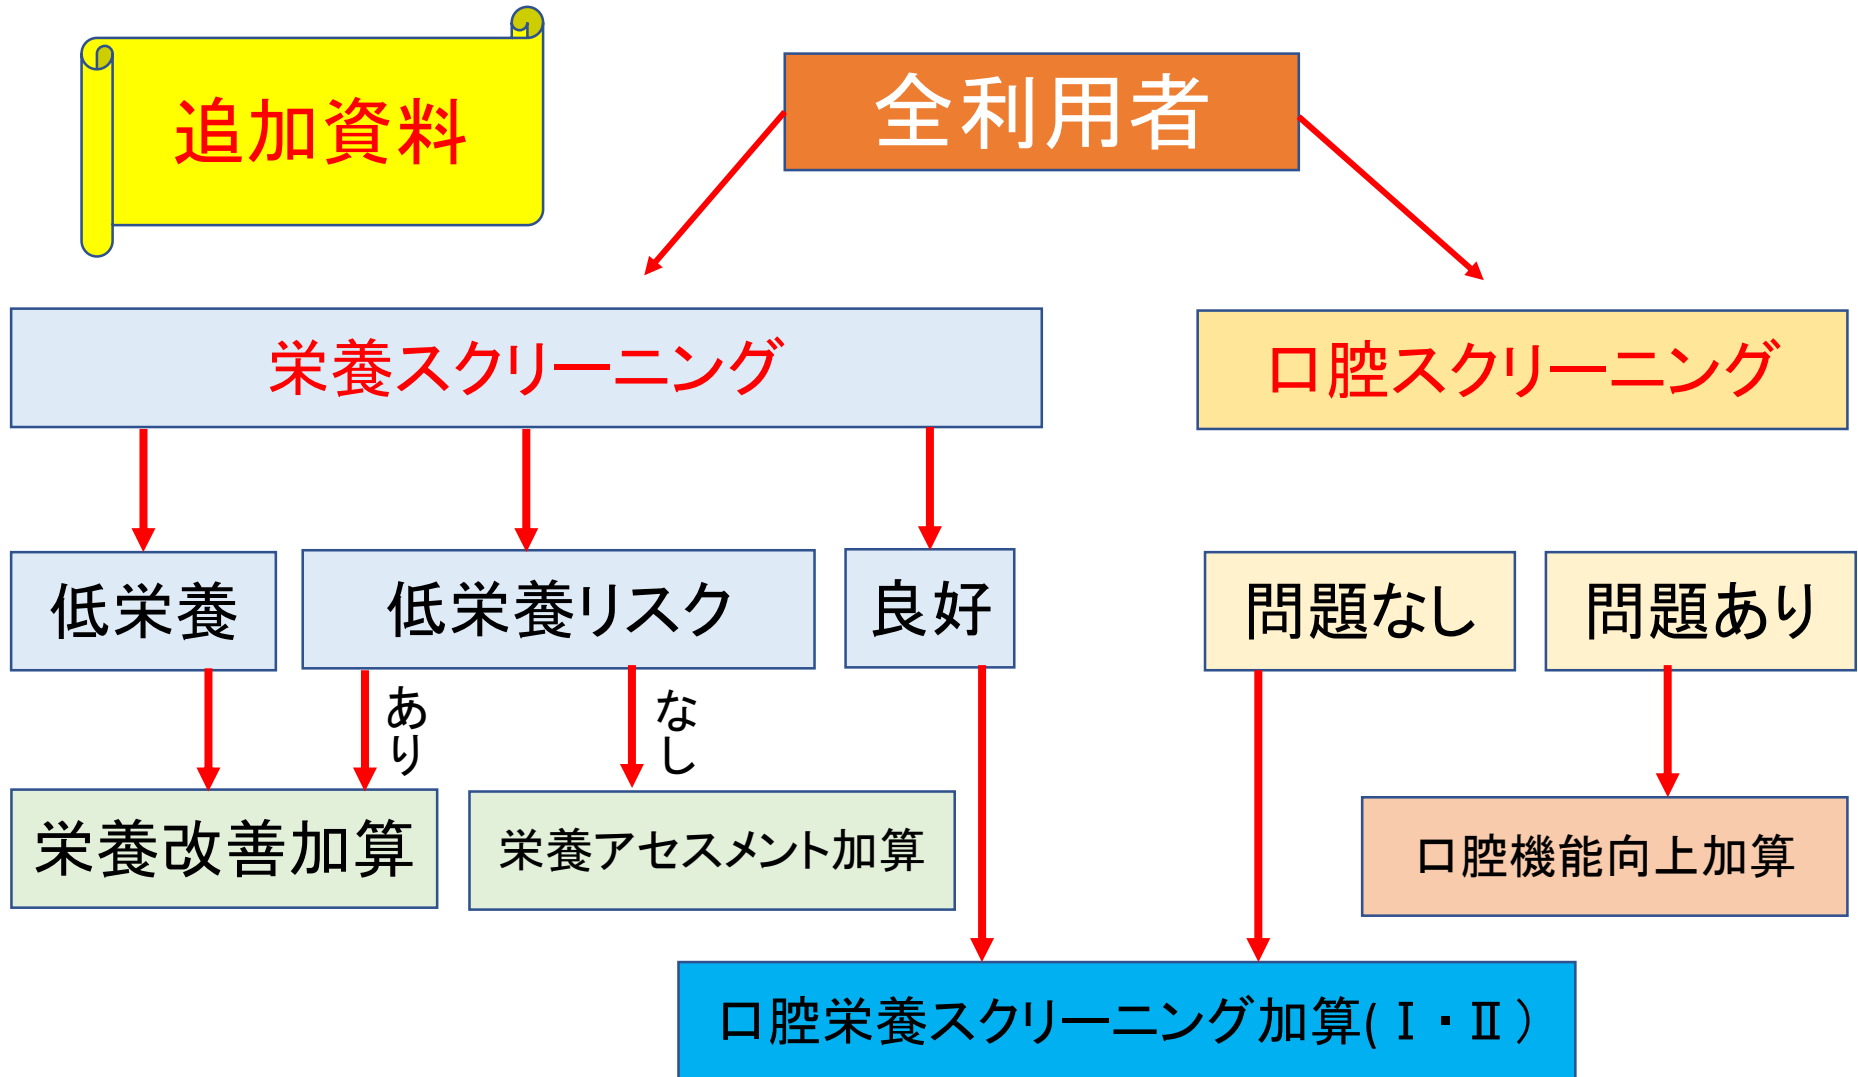 追加資料
全利用者
栄養スクリーニング
口腔スクリーニング
低栄養
低栄養リスク
良好
問題なし
問題あり
あり
なし
栄養改善加算
栄養アセスメント加算
口腔機能向上加算
口腔栄養スクリーニング加算(Ⅰ・Ⅱ）